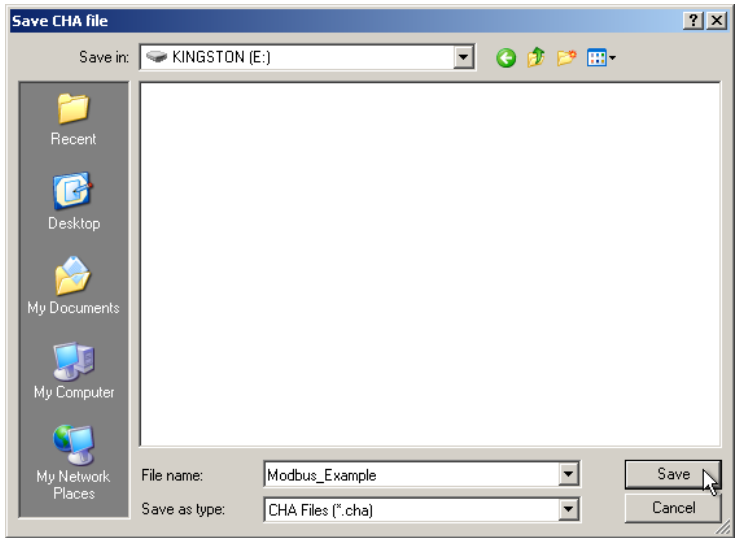 Save CHA file
Save in: KINGSTON (E:)
Recent
Desktop
My Documents
My Computer
My Network
Places
File name: Modbus_Example Save
Save as type: CHA Files (*.cha) Cancel